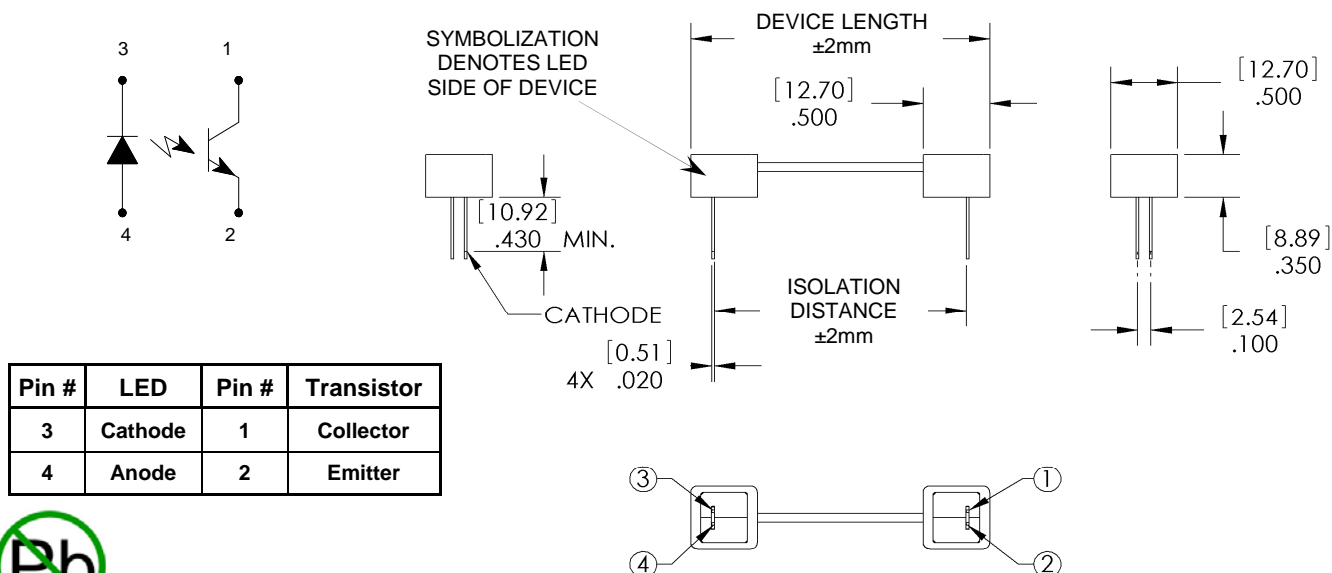 3
1
4
2
SYMBOLIZATION
DENOTES LED
SIDE OF DEVICE
DEVICE LENGTH
±2mm
[12.70]
.500
[12.70]
.500
[10.92]
.430 MIN.
CATHODE
[0.51]
4X .020
ISOLATION
DISTANCE
±2mm
[8.89]
.350
[2.54]
.100
Pin # LED Pin # Transistor
3 Cathode 1 Collector
4 Anode 2 Emitter
3
1
4
2
Pb